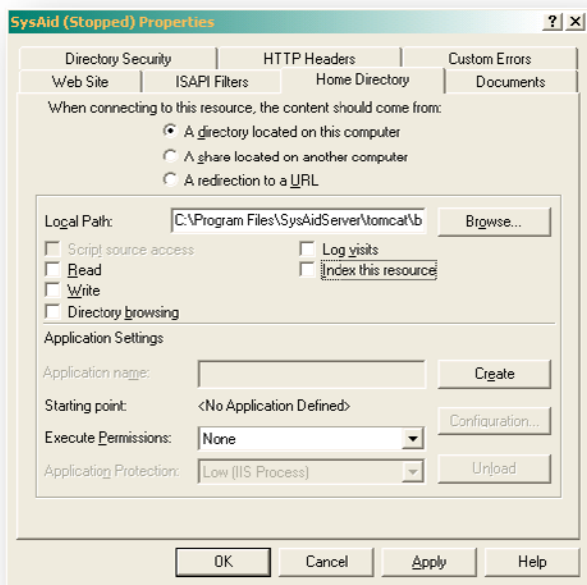 SysAid (Stopped) Properties
Directory Security HTTP Headers Custom Errors
Web Site ISAPI Filters Home Directory Documents
When connecting to this resource, the content should come from:
A directory located on this computer
A share located on another computer
A redirection to a URL
Local Path: C:\Program Files\SysAidServer\tomcat\b Browse...
Script source access Log visits
Read Index this resource
Write
Directory browsing
Application Settings
Application name: Create
Starting point: <No Application Defined>
Configuration...
Execute Permissions: None
Application Protection: Low (IIS Process) Unload
OK Cancel Apply Help